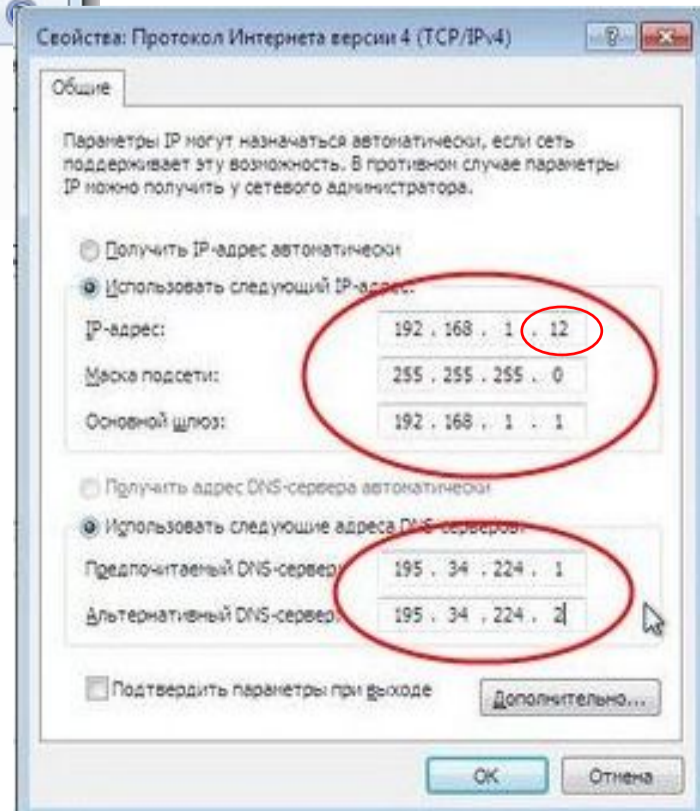 Свойства: Протокол Интернета версии 4 (TCP/IPv4)
Общие
Параметры IP могут назначаться автоматически, если сеть
поддерживает эту возможность. В противном случае параметры
IP можно получить у сетевого администратора.
Получить IP-адрес автоматически
Использовать следующий IP-адрес:
IP-адрес: 192 . 168 . 1 . 12
Маска подсети: 255 . 255 . 255 . 0
Основной шлюз: 192 . 168 . 1 . 1
Получить адрес DNS-сервера автоматически
Использовать следующие адреса DNS-серверов:
Предпочитаемый DNS-сервер: 195 . 34 . 224 . 1
Альтернативный DNS-сервер: 195 . 34 . 224 . 2
Подтвердить параметры при выходе Дополнительно...
ОК Отмена